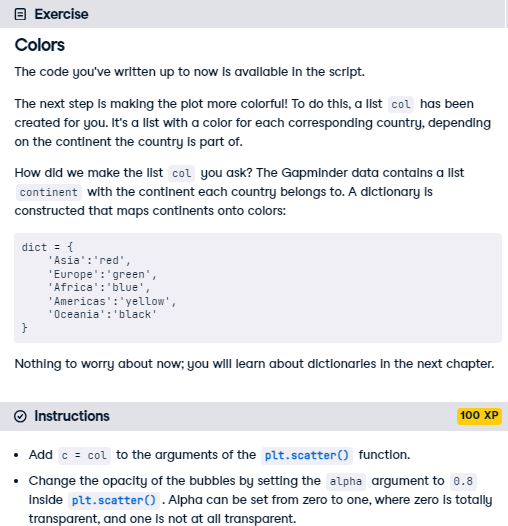 Exercise
Colors
The code you've written up to now is available in the script.
The next step is making the plot more colorful! To do this, a list col has been
created for you. It's a list with a color for each corresponding country, depending
on the continent the country is part of.
How did we make the list col you ask? The Gapminder data contains a list
continent with the continent each country belongs to. A dictionary is
constructed that maps continents onto colors:
dict = {
    'Asia':'red',
    'Europe':'green',
    'Africa':'blue',
    'Americas':'yellow',
    'Oceania':'black'
}
Nothing to worry about now; you will learn about dictionaries in the next chapter.
Instructions 100 XP
• Add c = col to the arguments of the plt.scatter() function.
• Change the opacity of the bubbles by setting the alpha argument to 0.8
inside plt.scatter() . Alpha can be set from zero to one, where zero is totally
transparent, and one is not at all transparent.